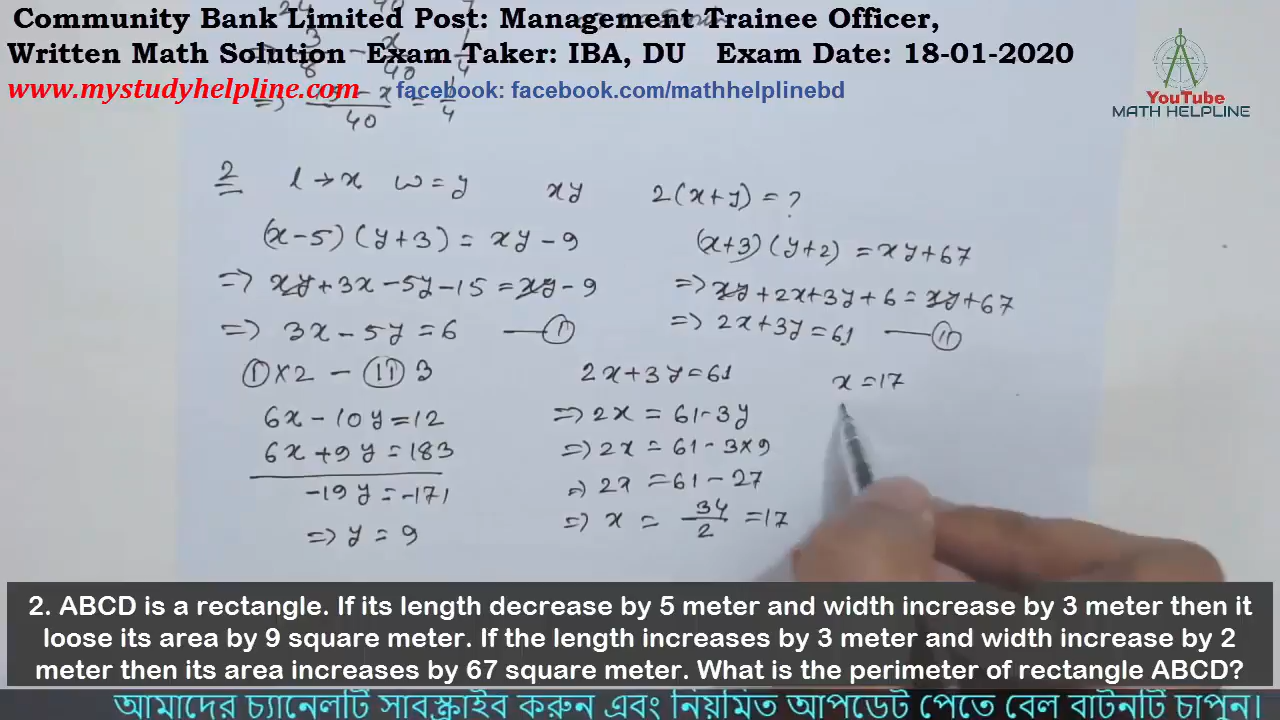 Community Bank Limited Post: Management Trainee Officer,
Written Math Solution Exam Taker: IBA, DU Exam Date: 18-01-2020
www.mystudyhelpline.com facebook: facebook.com/mathhelplinebd
YouTube
MATH HELPLINE
40
2 l → x w = y xy 2(x+y) = ?
(x-5)(y+3) = xy-9
(x+3)(y+2) = xy+67
=> xy+3x-5y-15 = xy-9
=> xy+2x+3y+6 = xy+67
=> 3x-5y = 6 — (I)
=> 2x+3y = 61 — (II)
(I)×2 - (II) 3
2x+3y = 61
x = 17
6x-10y = 12
=> 2x = 61-3y
6x+9y = 183
=> 2x = 61-3×9
-19y = -171
=> 2x = 61-27
=> y = 9
=> x = 34/2 = 17
2. ABCD is a rectangle. If its length decrease by 5 meter and width increase by 3 meter then it
loose its area by 9 square meter. If the length increases by 3 meter and width increase by 2
meter then its area increases by 67 square meter. What is the perimeter of rectangle ABCD?
আমাদের চ্যানেলটি সাবস্ক্রাইব করুন এবং নিয়মিত আপডেট পেতে বেল বাটনটি চাপুন।